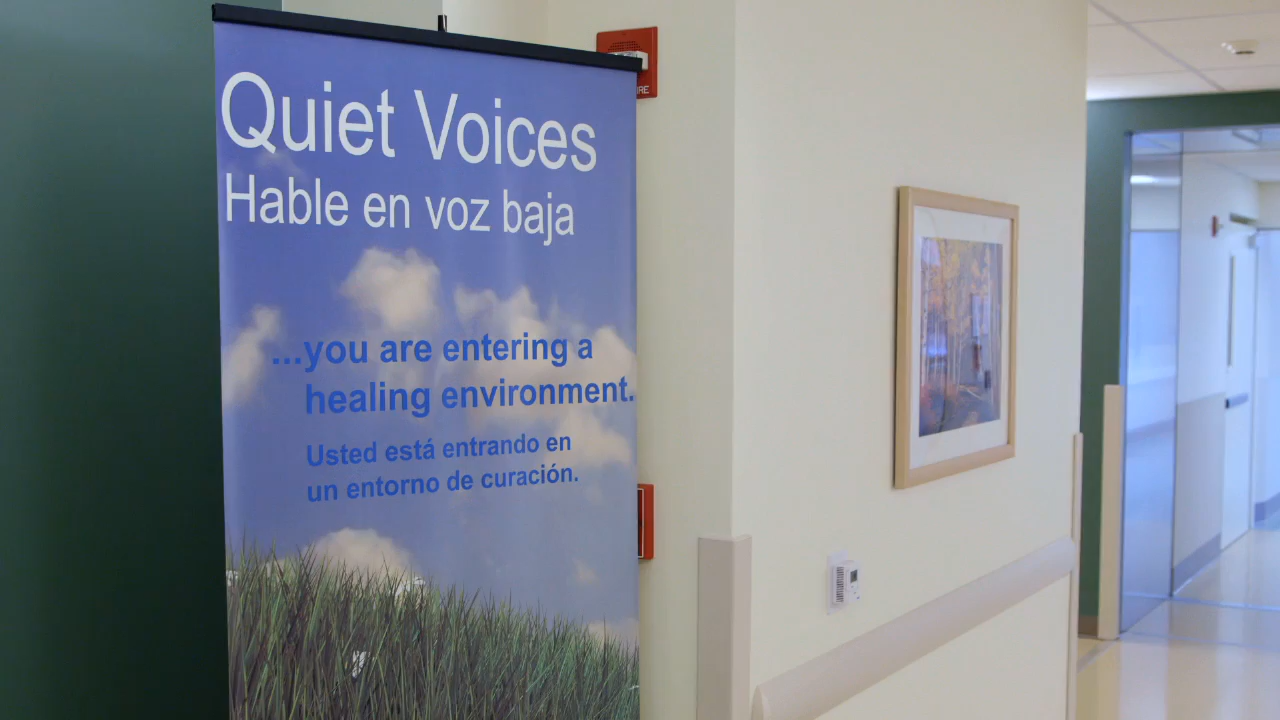 Quiet Voices
Hable en voz baja
...you are entering a
healing environment.
Usted está entrando en
un entorno de curación.